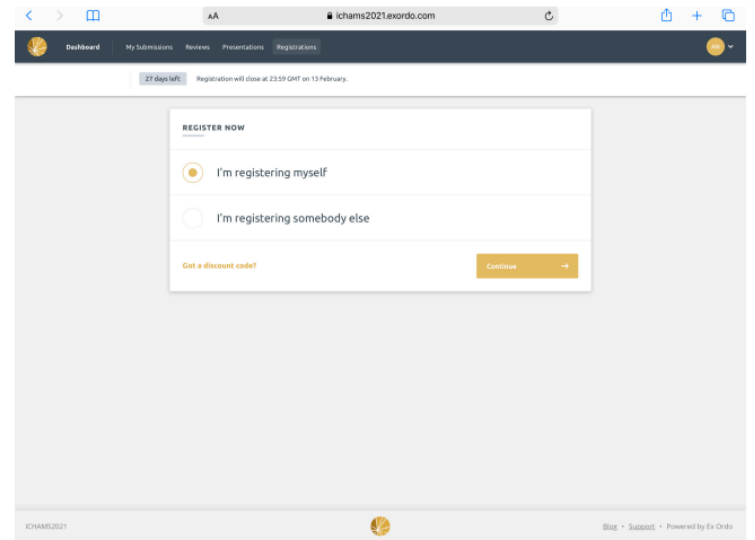 AA
ichams2021.exordo.com
Dashboard My Submissions Reviews Presentations Registrations
27 days left Registration will close at 23:59 GMT on 13 February.
REGISTER NOW
I'm registering myself
I'm registering somebody else
Got a discount code? Continue →
ICHAMS2021 Blog • Support • Powered by Ex Ordo